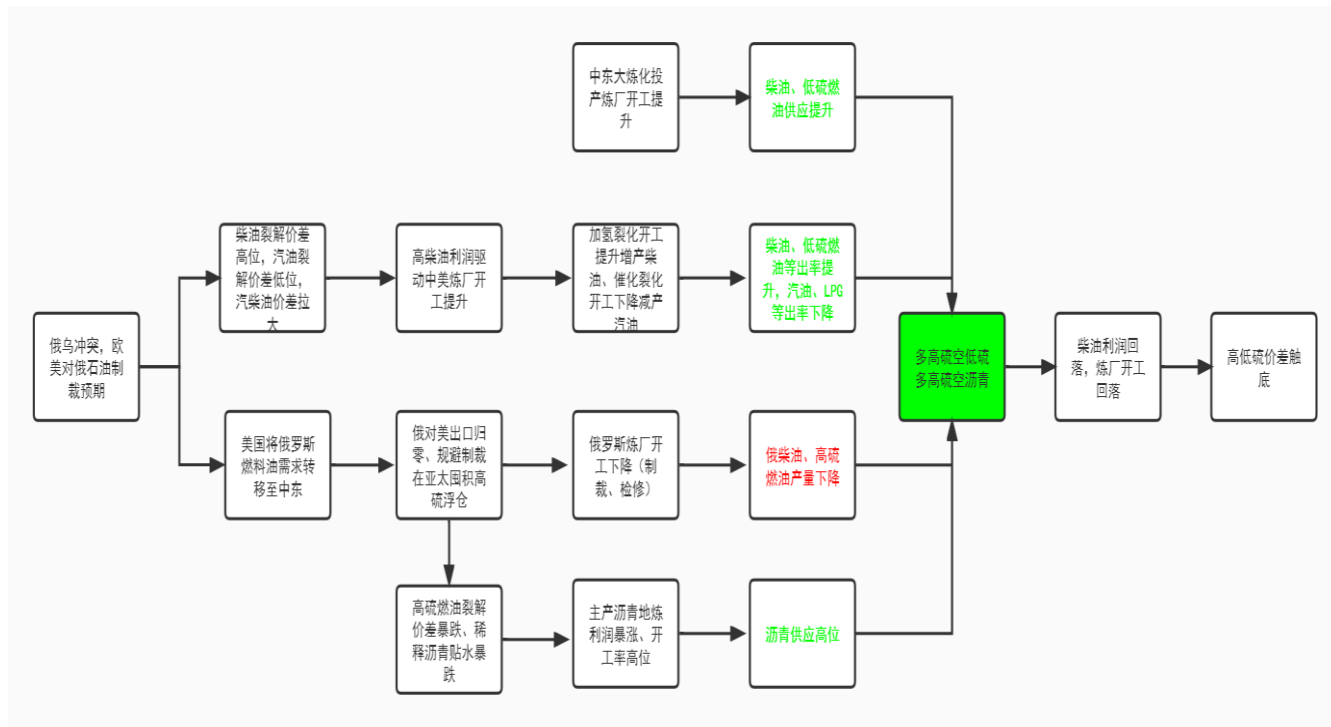 中东大炼化投
产炼厂开工提
升
柴油、低硫燃
油供应提升
柴油裂解价差
高位，汽油裂
解价差低位，
汽柴油价差拉
大
高柴油利润驱
动中美炼厂开
工提升
加氢裂化开工
提升增产柴
油、催化裂化
开工下降减产
汽油
柴油、低硫燃
油等出率提
升，汽油、LPG
等出率下降
俄乌冲突，欧
美对俄石油制
裁预期
多高硫空低硫
多高硫空沥青
柴油利润回
落，炼厂开工
回落
高低硫价差触
底
美国将俄罗斯
燃料油需求转
移至中东
俄对美出口归
零、规避制裁
在亚太囤积高
硫浮仓
俄罗斯炼厂开
工下降（制
裁、检修）
俄柴油、高硫
燃油产量下降
高硫燃油裂解
价差暴跌、稀
释沥青贴水暴
跌
主产沥青地炼
利润暴涨、开
工率高位
沥青供应高位